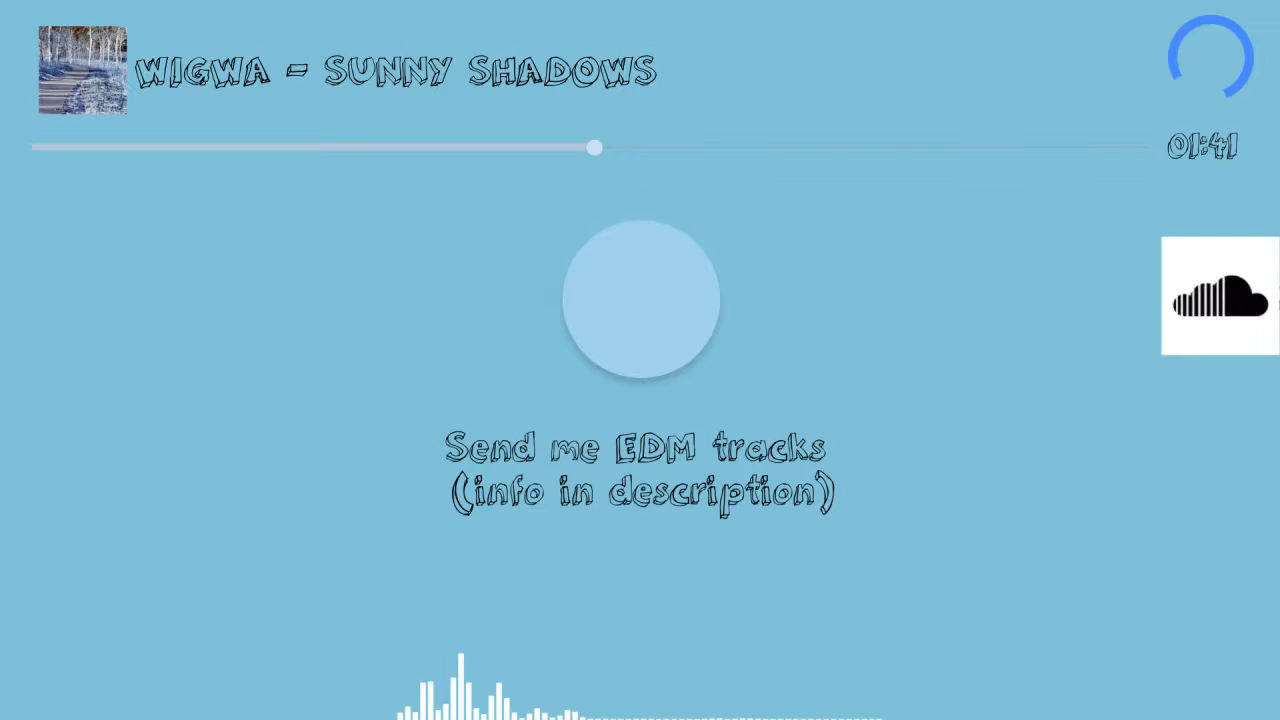 WIGWA - SUNNY SHADOWS
01:41
Send me EDM tracks
(info in description)